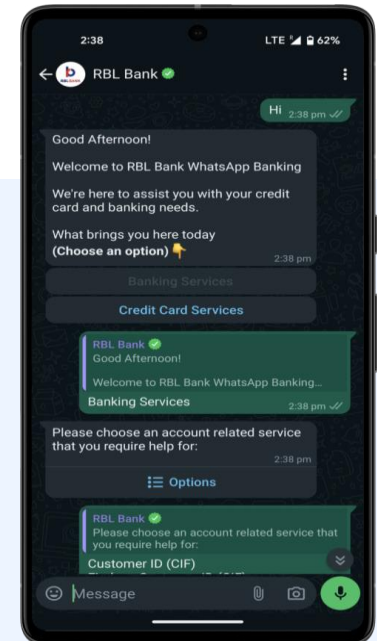 2:38
LTE 62%
RBL BANK
RBL Bank
Hi 2:38 pm
Good Afternoon!
Welcome to RBL Bank WhatsApp Banking
We're here to assist you with your credit
card and banking needs.
What brings you here today
(Choose an option)👇
2:38 pm
Banking Services
Credit Card Services
RBL Bank
Good Afternoon!
Welcome to RBL Bank WhatsApp Banking...
Banking Services
2:38 pm
Please choose an account related service
that you require help for:
2:38 pm
Options
RBL Bank
Please choose an account related service that
you require help for:
Customer ID (CIF)
Message